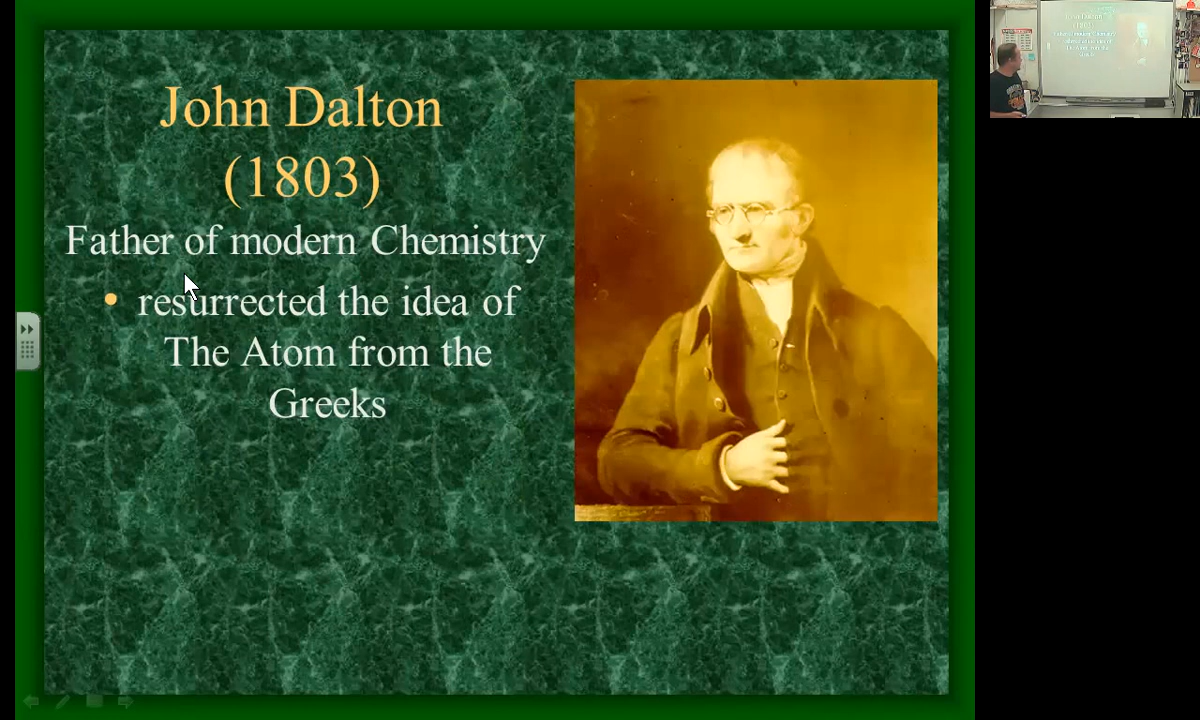 John Dalton
(1803)
Father of modern Chemistry
• resurrected the idea of
The Atom from the
Greeks